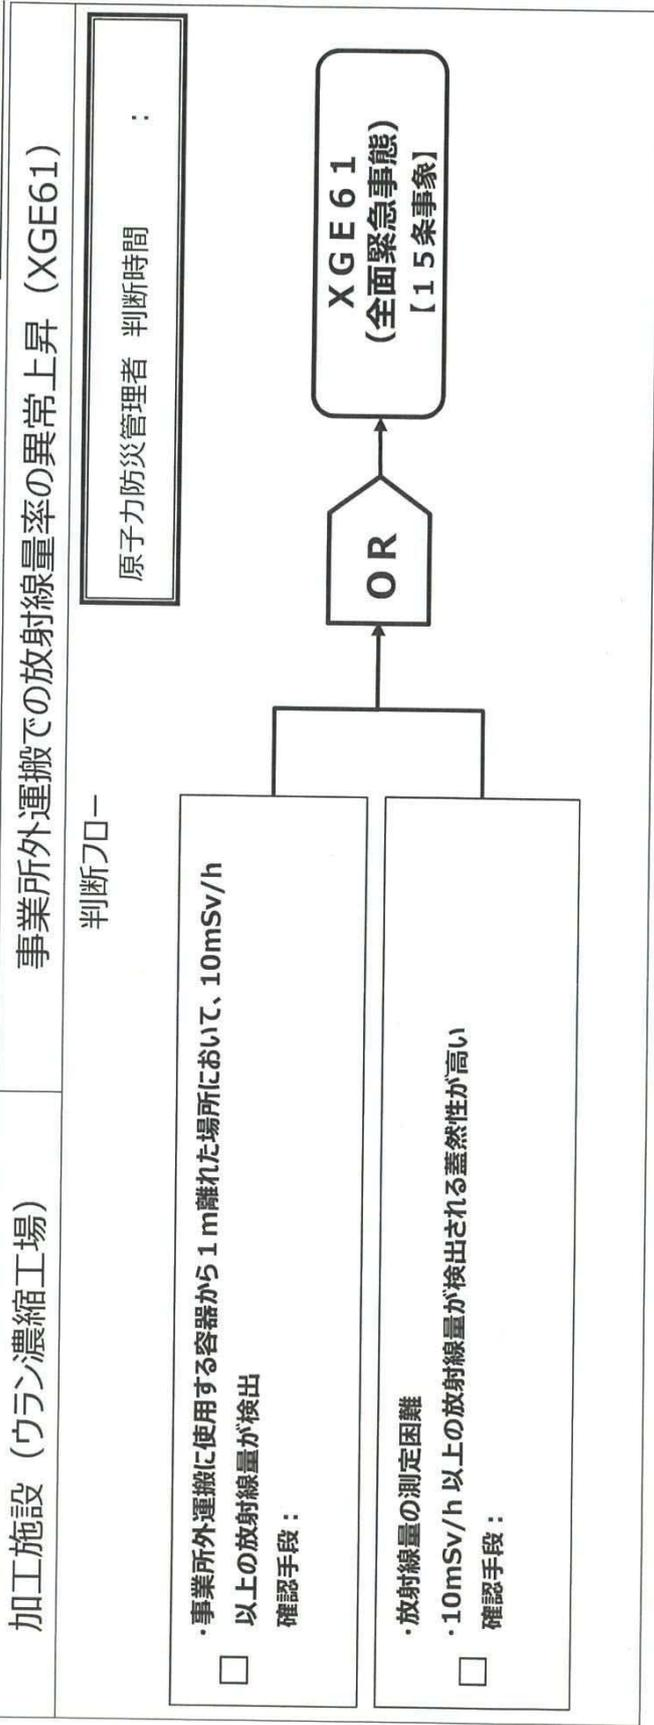 加工施設（ウラン濃縮工場）
事業所外運搬での放射線量率の異常上昇（XGE61）
判断フロー
原子力防災管理者 判断時間 ：
□
・事業所外運搬に使用する容器から１ｍ離れた場所において、10mSv/h
以上の放射線量が検出
確認手段：
□
・放射線量の測定困難
・10mSv/h 以上の放射線量が検出される蓋然性が高い
確認手段：
ＯＲ
ＸＧＥ６１
（全面緊急事態）
【１５条事象】